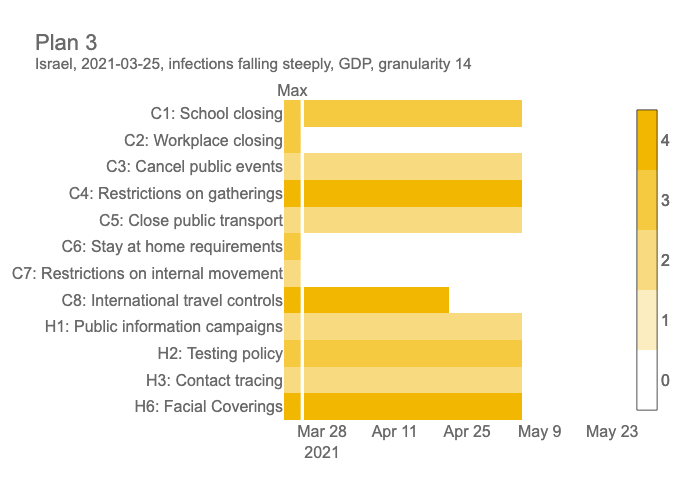 Plan 3
Israel, 2021-03-25, infections falling steeply, GDP, granularity 14
Max
C1: School closing
C2: Workplace closing
C3: Cancel public events
C4: Restrictions on gatherings
C5: Close public transport
C6: Stay at home requirements
C7: Restrictions on internal movement
C8: International travel controls
H1: Public information campaigns
H2: Testing policy
H3: Contact tracing
H6: Facial Coverings
Mar 28 Apr 11 Apr 25 May 9 May 23
2021
4
3
2
1
0